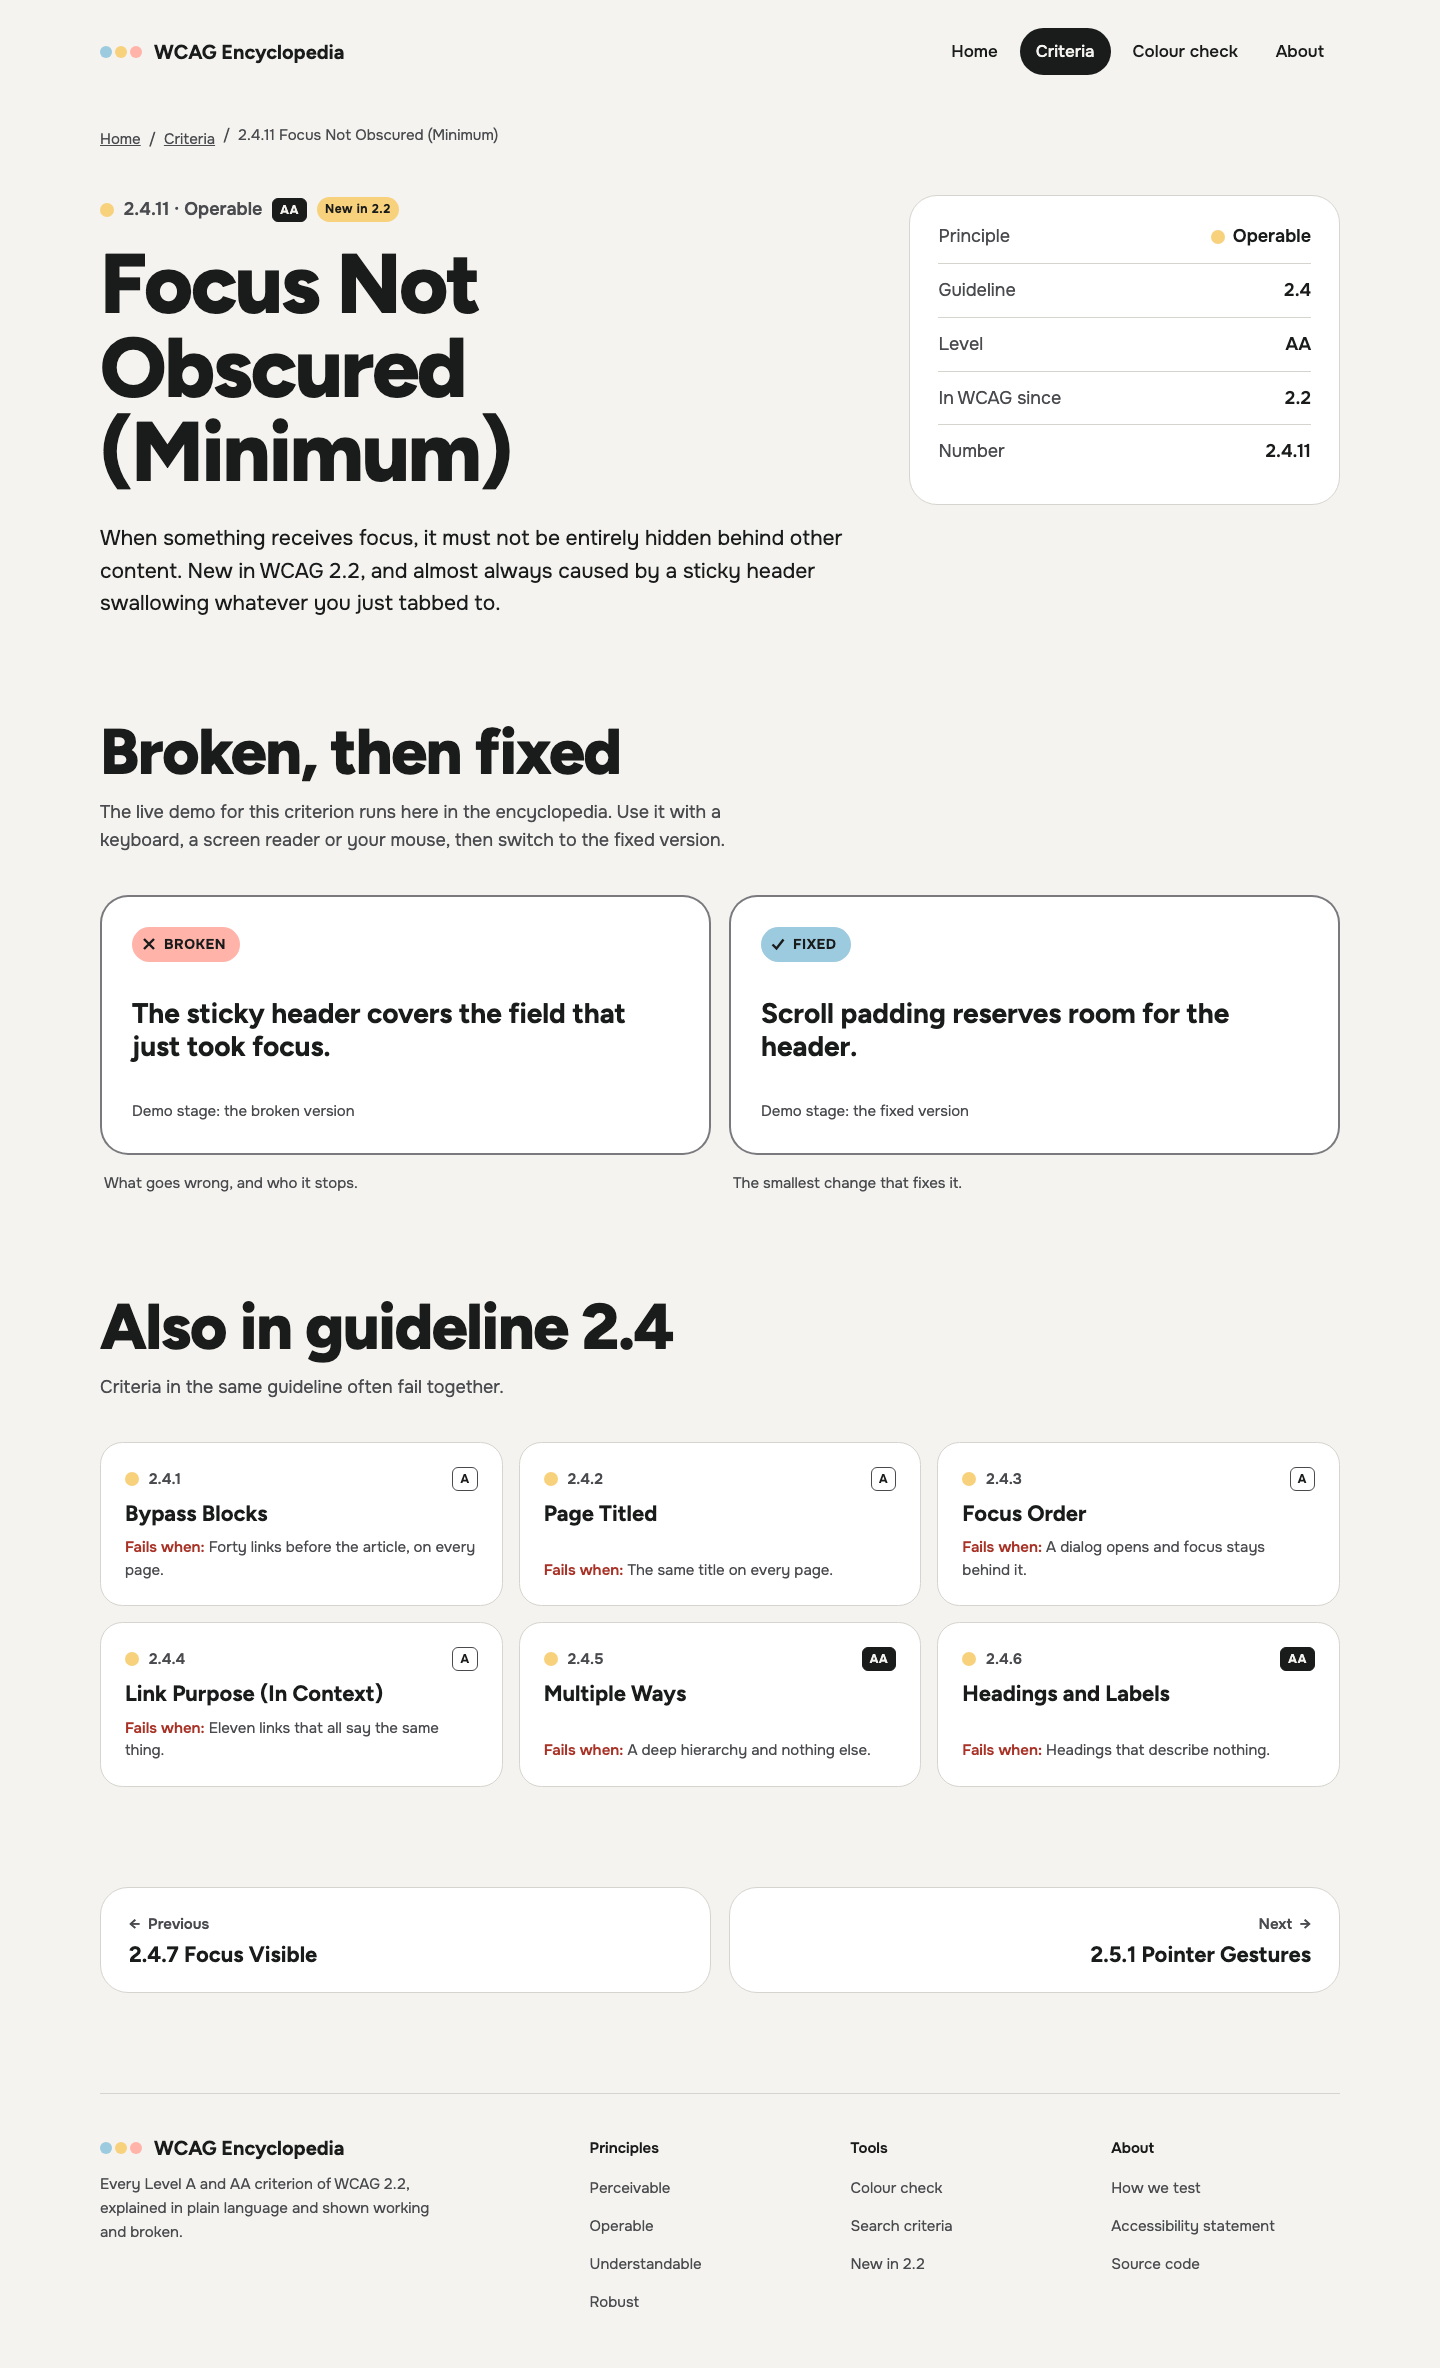 WCAG Encyclopedia
Home
Criteria
Colour check
About
Home / Criteria / 2.4.11 Focus Not Obscured (Minimum)
2.4.11 · Operable AA New in 2.2
Focus Not
Obscured
(Minimum)
When something receives focus, it must not be entirely hidden behind other
content. New in WCAG 2.2, and almost always caused by a sticky header
swallowing whatever you just tabbed to.
Principle Operable
Guideline 2.4
Level AA
In WCAG since 2.2
Number 2.4.11
Broken, then fixed
The live demo for this criterion runs here in the encyclopedia. Use it with a
keyboard, a screen reader or your mouse, then switch to the fixed version.
BROKEN
The sticky header covers the field that
just took focus.
Demo stage: the broken version
What goes wrong, and who it stops.
FIXED
Scroll padding reserves room for the
header.
Demo stage: the fixed version
The smallest change that fixes it.
Also in guideline 2.4
Criteria in the same guideline often fail together.
2.4.1 A
Bypass Blocks
Fails when: Forty links before the article, on every
page.
2.4.2 A
Page Titled
Fails when: The same title on every page.
2.4.3 A
Focus Order
Fails when: A dialog opens and focus stays
behind it.
2.4.4 A
Link Purpose (In Context)
Fails when: Eleven links that all say the same
thing.
2.4.5 AA
Multiple Ways
Fails when: A deep hierarchy and nothing else.
2.4.6 AA
Headings and Labels
Fails when: Headings that describe nothing.
← Previous
2.4.7 Focus Visible
Next →
2.5.1 Pointer Gestures
WCAG Encyclopedia
Every Level A and AA criterion of WCAG 2.2,
explained in plain language and shown working
and broken.
Principles
Perceivable
Operable
Understandable
Robust
Tools
Colour check
Search criteria
New in 2.2
About
How we test
Accessibility statement
Source code